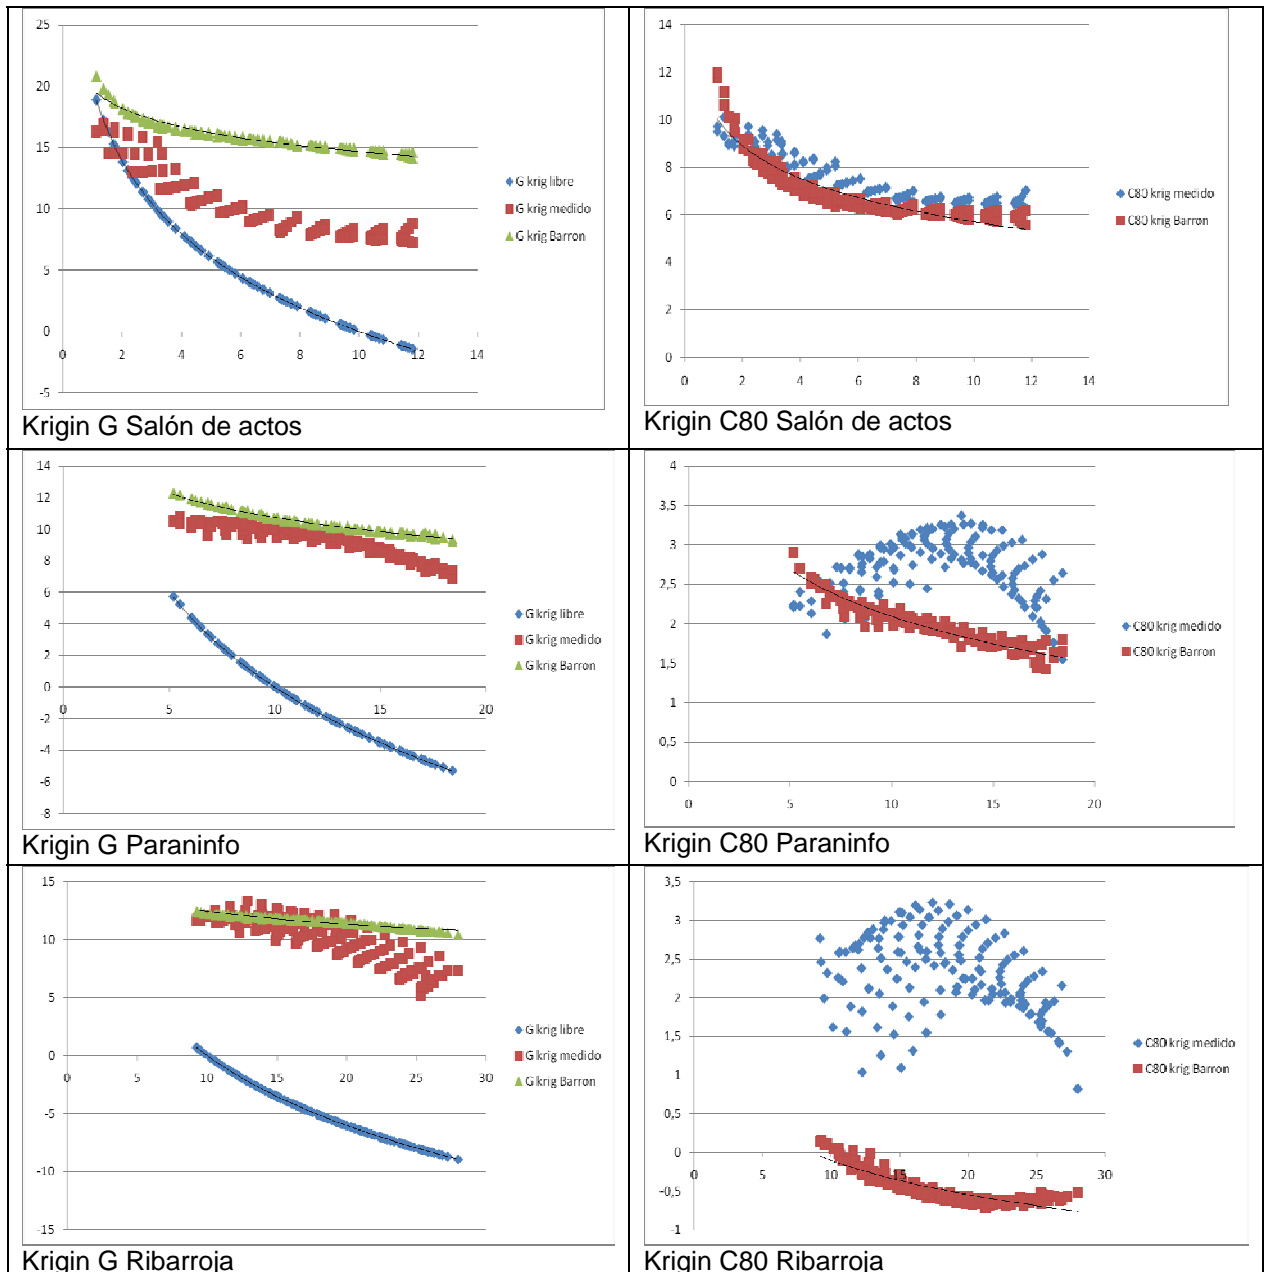 25
20
15
10
5
0
-5
0 2 4 6 8 10 12 14
G krig libre
G krig medido
G krig Barron
Krigin G Salón de actos
14
12
10
8
6
4
2
0
0 2 4 6 8 10 12 14
C80 krig medido
C80 krig Barron
Krigin C80 Salón de actos
14
12
10
8
6
4
2
0
-2
-4
-6
-8
0 5 10 15 20
G krig libre
G krig medido
G krig Barron
Krigin G Paraninfo
4
3,5
3
2,5
2
1,5
1
0,5
0
0 5 10 15 20
C80 krig medido
C80 krig Barron
Krigin C80 Paraninfo
15
10
5
0
-5
-10
-15
0 5 10 15 20 25 30
G krig libre
G krig medido
G krig Barron
Krigin G Ribarroja
3,5
3
2,5
2
1,5
1
0,5
0
-0,5
-1
0 5 10 15 20 25 30
C80 krig medido
C80 krig Barron
Krigin C80 Ribarroja